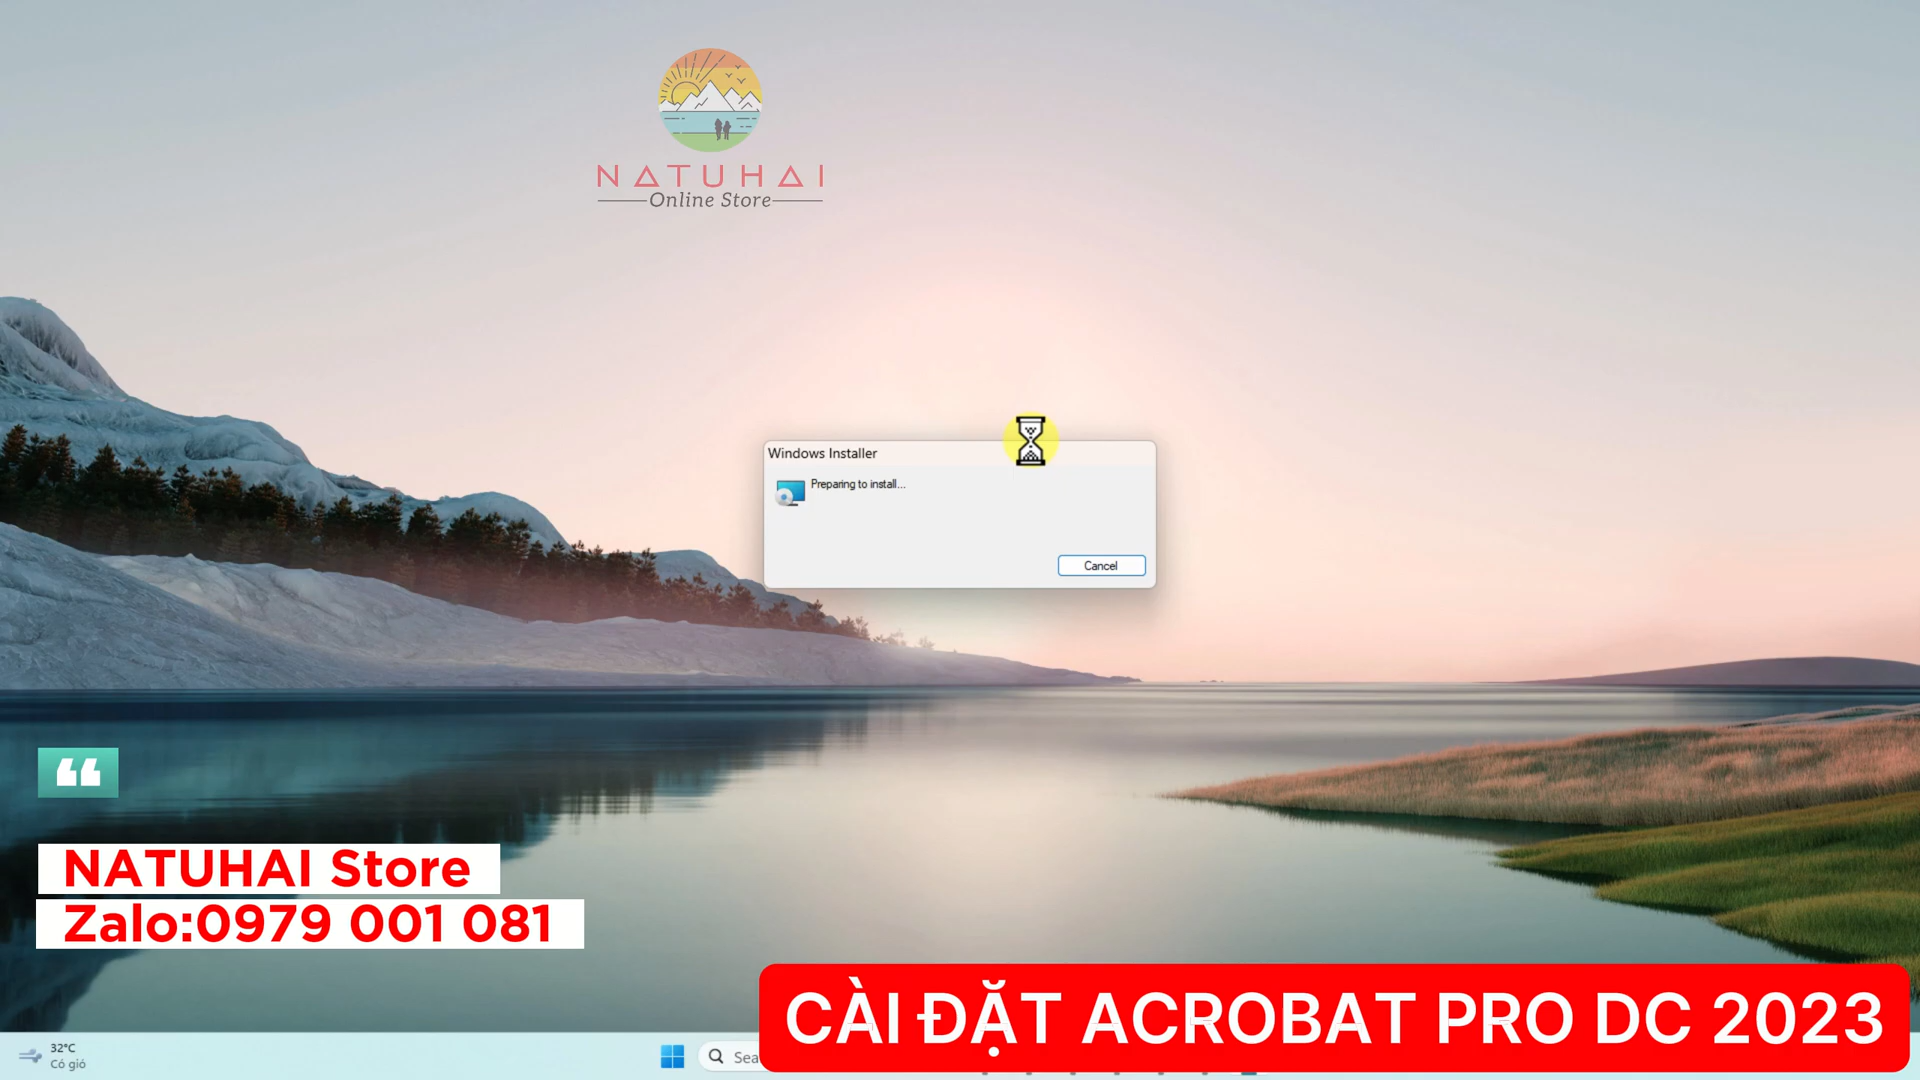 NATUHAI
Online Store
Windows Installer
Preparing to install...
Cancel
NATUHAI Store
Zalo:0979 001 081
CÀI ĐẶT ACROBAT PRO DC 2023
32°C
Có gió
Sea